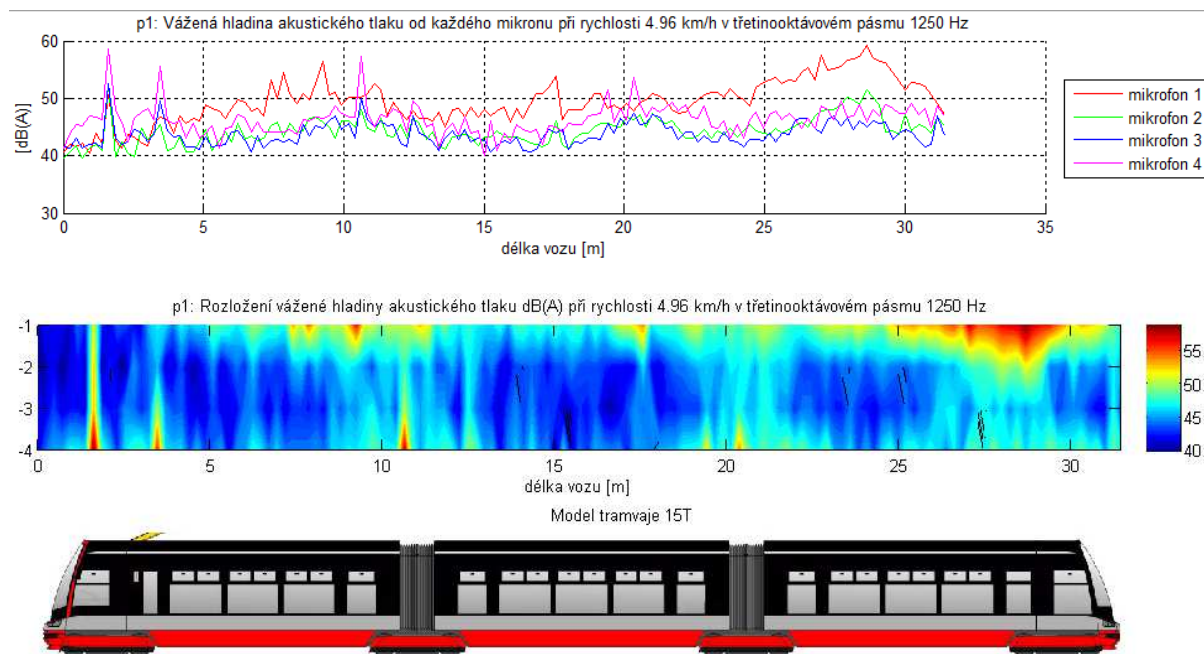 p1: Vážená hladina akustického tlaku od každého mikronu při rychlosti 4.96 km/h v třetinooktávovém pásmu 1250 Hz
60
50
40
30
[dB(A)]
0 5 10 15 20 25 30 35
délka vozu [m]
mikrofon 1
mikrofon 2
mikrofon 3
mikrofon 4
p1: Rozložení vážené hladiny akustického tlaku dB(A) při rychlosti 4.96 km/h v třetinooktávovém pásmu 1250 Hz
-1
-2
-3
-4
0 5 10 15 20 25 30
délka vozu [m]
55
50
45
40
Model tramvaje 15T